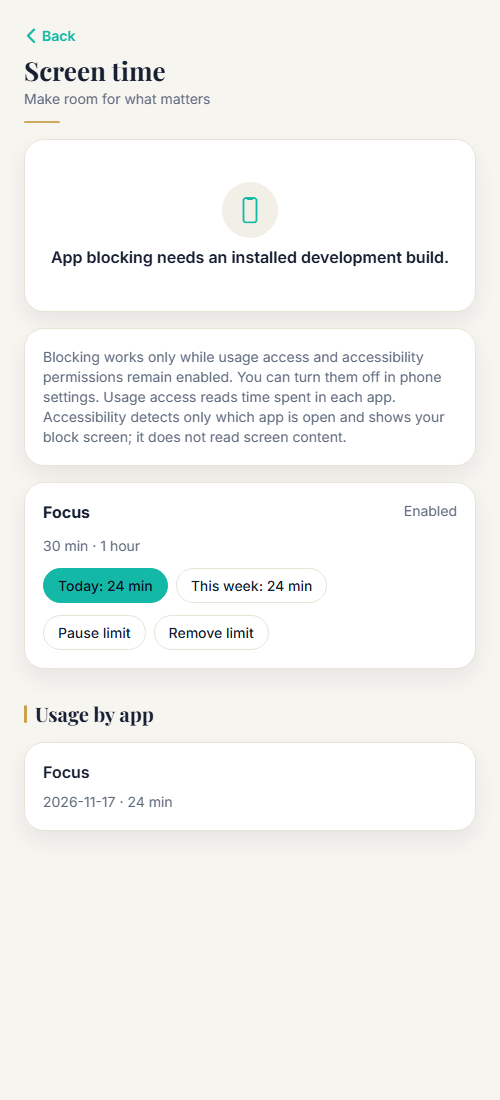 Back
Screen time
Make room for what matters
App blocking needs an installed development build.
Blocking works only while usage access and accessibility
permissions remain enabled. You can turn them off in phone
settings. Usage access reads time spent in each app.
Accessibility detects only which app is open and shows your
block screen; it does not read screen content.
Focus
Enabled
30 min · 1 hour
Today: 24 min
This week: 24 min
Pause limit
Remove limit
Usage by app
Focus
2026-11-17 · 24 min